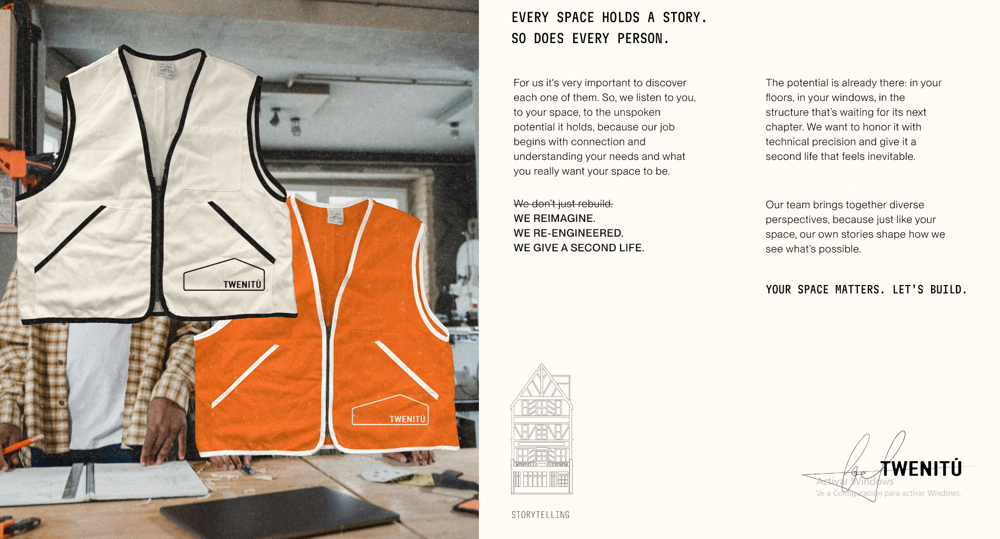 EVERY SPACE HOLDS A STORY.
SO DOES EVERY PERSON.
For us it's very important to discover
each one of them. So, we listen to you,
to your space, to the unspoken
potential it holds, because our job
begins with connection and
understanding your needs and what
you really want your space to be.
We don't just rebuild.
WE REIMAGINE.
WE RE-ENGINEERED.
WE GIVE A SECOND LIFE.
The potential is already there: in your
floors, in your windows, in the
structure that's waiting for its next
chapter. We want to honor it with
technical precision and give it a
second life that feels inevitable.
Our team brings together diverse
perspectives, because just like your
space, our own stories shape how we
see what's possible.
YOUR SPACE MATTERS. LET'S BUILD.
TWENITÚ
TWENITÚ
STORYTELLING
be TWENITÚ
Activar Windows
Ve a Configuración para activar Windows.